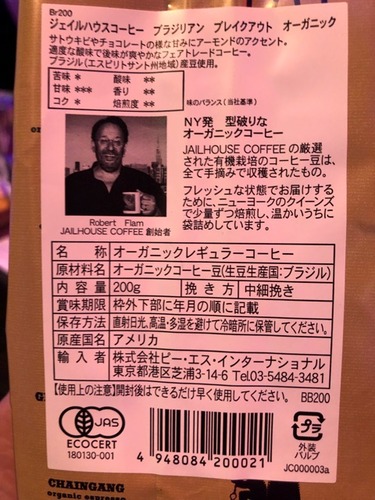 Br200
ジェイルハウスコーヒー ブラジリアン ブレイクアウト オーガニック
サトウキビやチョコレートの様な甘みにアーモンドのアクセント。
適度な酸味で後味が爽やかなフェアトレードコーヒー。
ブラジル(エスピリトサント州地域)産豆使用。
苦味 * 酸味 **
甘味 *** 香り **
コク * 焙煎度 **
味のバランス(当社基準)
NY発 型破りな
オーガニックコーヒー
JAILHOUSE COFFEE の厳選
された有機栽培のコーヒー豆は、
全て手摘みで収穫されたもの。
フレッシュな状態でお届けする
ために、ニューヨークのクイーンズ
で少量ずつ焙煎し、温かいうちに
袋詰めしています。
Robert Flam
JAILHOUSE COFFEE 創始者
名称 オーガニックレギュラーコーヒー
原材料名 オーガニックコーヒー豆(生豆生産国:ブラジル)
内容量 200g 挽き方 中細挽き
賞味期限 枠外下部に年月の順に記載
保存方法 直射日光、高温・多湿を避けて冷暗所に保管してください。
原産国名 アメリカ
輸入者 株式会社ビー・エス・インターナショナル
東京都港区芝浦3-14-6 Tel.03-5484-3481
【使用上の注意】開封後はできるだけ早く使用してください。 BB200
JAS
ECOCERT
180130-001
4 948084 200021
プラ
外装
バルブ
JC000003a
CHAINGANG
organic espresso